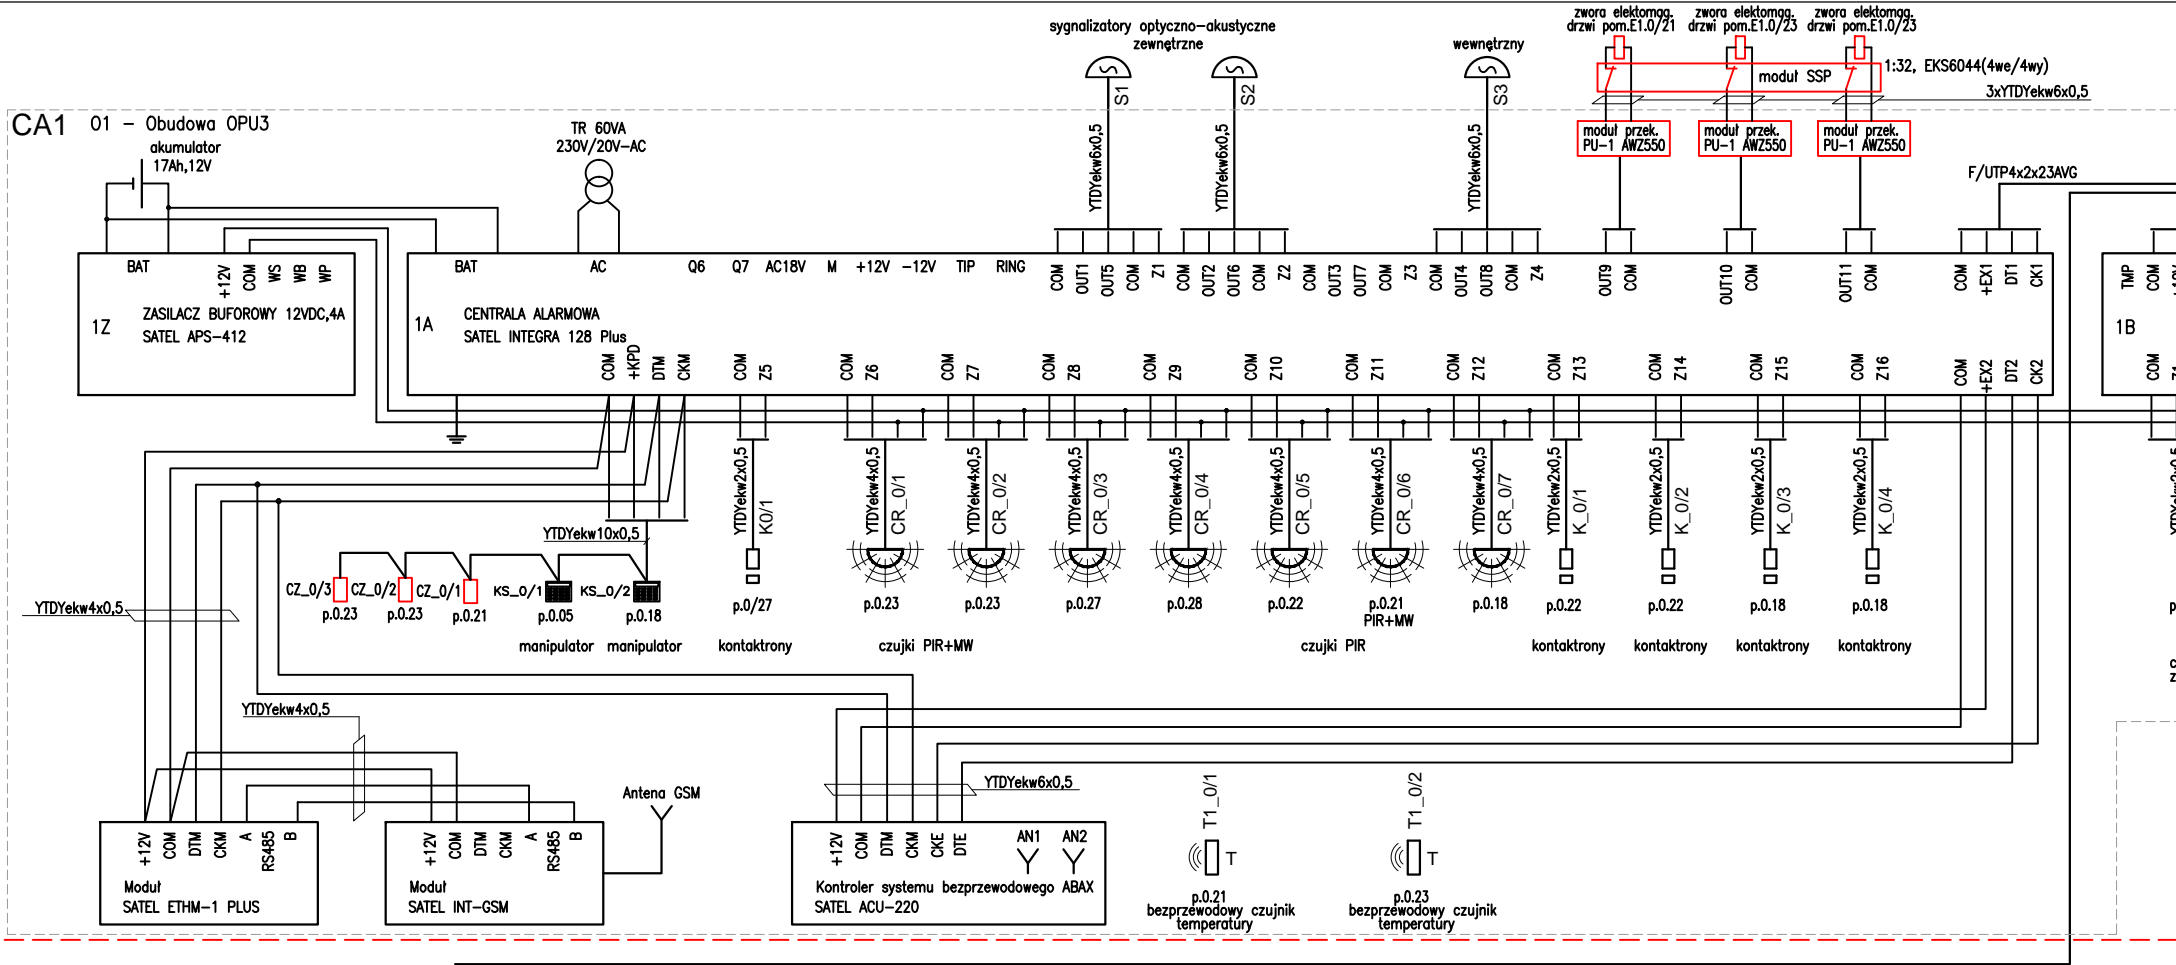 sygnalizatory optyczno-akustyczne
zewnętrzne
wewnętrzny
zwora elektomag.
drzwi pom.E1.0/21
zwora elektomag.
drzwi pom.E1.0/23
zwora elektomag.
drzwi pom.E1.0/23
moduł SSP
1:32, EKS6044(4we/4wy)
3xYTDYekw6x0,5
S1
S2
S3
CA1
01 - Obudowa OPU3
akumulator
17Ah,12V
TR 60VA
230V/20V-AC
YTDYekw6x0,5
YTDYekw6x0,5
YTDYekw6x0,5
moduł przek.
PU-1 AWZ550
moduł przek.
PU-1 AWZ550
moduł przek.
PU-1 AWZ550
F/UTP4x2x23AVG
BAT
+12V
COM
WS
WB
WP
1Z
ZASILACZ BUFOROWY 12VDC,4A
SATEL APS-412
BAT
AC
Q6
Q7
AC18V
M
+12V
-12V
TIP
RING
COM
OUT1
OUT5
COM
Z1
COM
OUT2
OUT6
COM
Z2
COM
OUT3
OUT7
COM
Z3
COM
OUT4
OUT8
COM
Z4
OUT9
COM
OUT10
COM
OUT11
COM
COM
+EX1
DT1
CK1
1A
CENTRALA ALARMOWA
SATEL INTEGRA 128 Plus
COM
+KPD
DTM
CKM
COM
Z5
COM
Z6
COM
Z7
COM
Z8
COM
Z9
COM
Z10
COM
Z11
COM
Z12
COM
Z13
COM
Z14
COM
Z15
COM
Z16
COM
+EX2
DT2
CK2
TMP
COM
1B
COM
YTDYekw2x0,5
K0/1
YTDYekw4x0,5
CR_0/1
YTDYekw4x0,5
CR_0/2
YTDYekw4x0,5
CR_0/3
YTDYekw4x0,5
CR_0/4
YTDYekw4x0,5
CR_0/5
YTDYekw4x0,5
CR_0/6
YTDYekw4x0,5
CR_0/7
YTDYekw2x0,5
K_0/1
YTDYekw2x0,5
K_0/2
YTDYekw2x0,5
K_0/3
YTDYekw2x0,5
K_0/4
YTDYekw10x0,5
CZ_0/3
CZ_0/2
CZ_0/1
KS_0/1
KS_0/2
p.0.23
p.0.23
p.0.21
p.0.05
p.0.18
p.0/27
p.0.23
p.0.23
p.0.27
p.0.28
p.0.22
p.0.21
PIR+MW
p.0.18
p.0.22
p.0.22
p.0.18
p.0.18
manipulator
manipulator
kontaktrony
czujki PIR+MW
czujki PIR
kontaktrony
kontaktrony
kontaktrony
kontaktrony
YTDYekw4x0,5
YTDYekw4x0,5
YTDYekw6x0,5
Antena GSM
+12V
COM
DTM
CKM
A
RS485
B
Moduł
SATEL ETHM-1 PLUS
+12V
COM
DTM
CKM
A
RS485
B
Moduł
SATEL INT-GSM
+12V
COM
DTM
CKM
CKE
DTE
AN1
AN2
Kontroler systemu bezprzewodowego ABAX
SATEL ACU-220
T1_0/1
T
p.0.21
bezprzewodowy czujnik
temperatury
T1_0/2
T
p.0.23
bezprzewodowy czujnik
temperatury